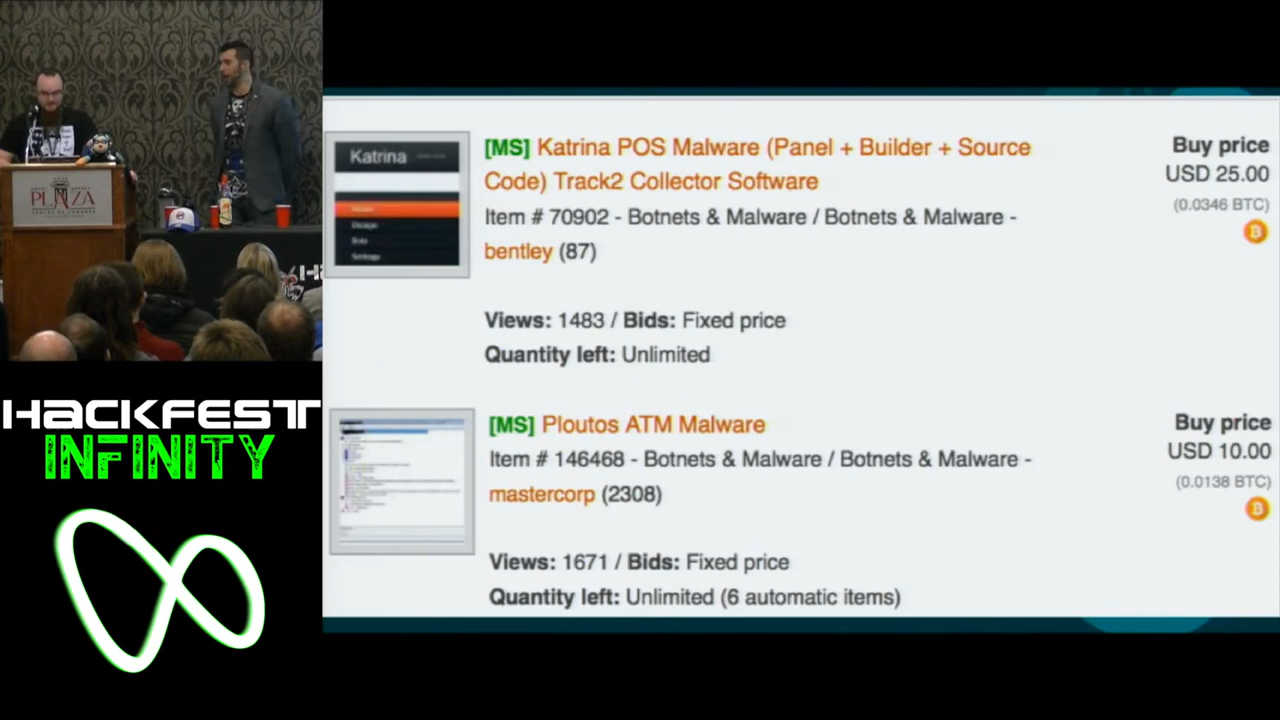 PLAZA
HACKFEST
INFINITY
Katrina
[MS] Katrina POS Malware (Panel + Builder + Source
Code) Track2 Collector Software
Item # 70902 - Botnets & Malware / Botnets & Malware -
bentley (87)
Views: 1483 / Bids: Fixed price
Quantity left: Unlimited
Buy price
USD 25.00
(0.0346 BTC)
[MS] Ploutos ATM Malware
Item # 146468 - Botnets & Malware / Botnets & Malware -
mastercorp (2308)
Views: 1671 / Bids: Fixed price
Quantity left: Unlimited (6 automatic items)
Buy price
USD 10.00
(0.0138 BTC)